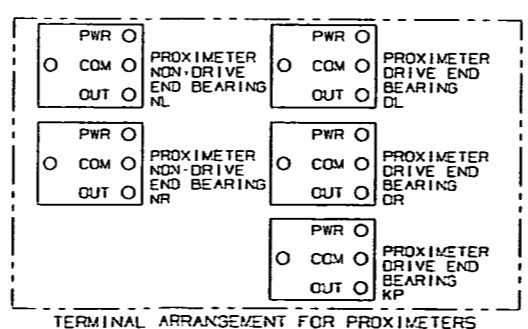 PWR
COM
OUT
PROXIMETER
NON-DRIVE
END BEARING
NL
PWR
COM
OUT
PROXIMETER
DRIVE END
BEARING
DL
PWR
COM
OUT
PROXIMETER
NON-DRIVE
END BEARING
NR
PWR
COM
OUT
PROXIMETER
DRIVE END
BEARING
DR
PWR
COM
OUT
PROXIMETER
DRIVE END
BEARING
KP
TERMINAL ARRANGEMENT FOR PROXIMETERS